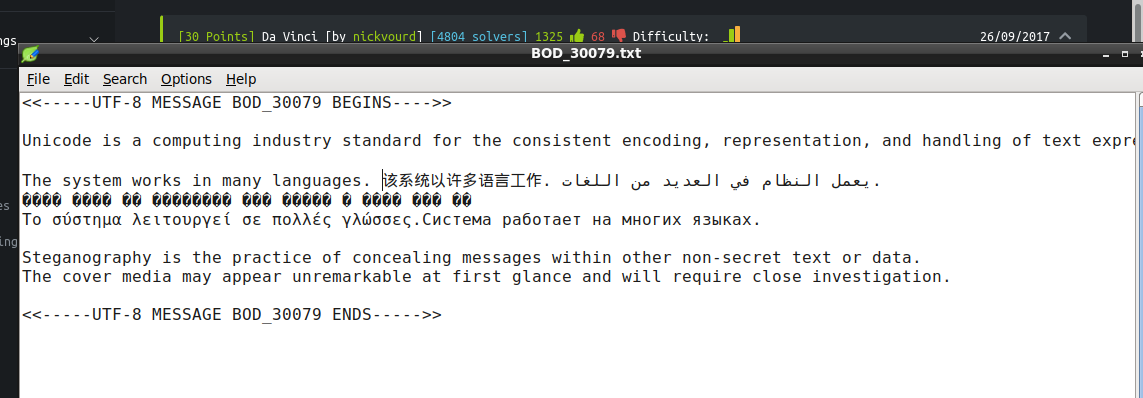 ngs
[30 Points] Da Vinci [by nickvourd] [4804 solvers] 1325 68 Difficulty: 26/09/2017
BOD_30079.txt
File Edit Search Options Help
<<-----UTF-8 MESSAGE BOD_30079 BEGINS---->>
Unicode is a computing industry standard for the consistent encoding, representation, and handling of text expre
The system works in many languages. 该系统以许多语言工作. يعمل النظام في العديد من اللغات.
���� ���� �� �������� ��� ����� � ���� ��� ��
Το σύστημα λειτουργεί σε πολλές γλώσσες.Система работает на многих языках.
es
ing
Steganography is the practice of concealing messages within other non-secret text or data.
The cover media may appear unremarkable at first glance and will require close investigation.
<<-----UTF-8 MESSAGE BOD_30079 ENDS----->>